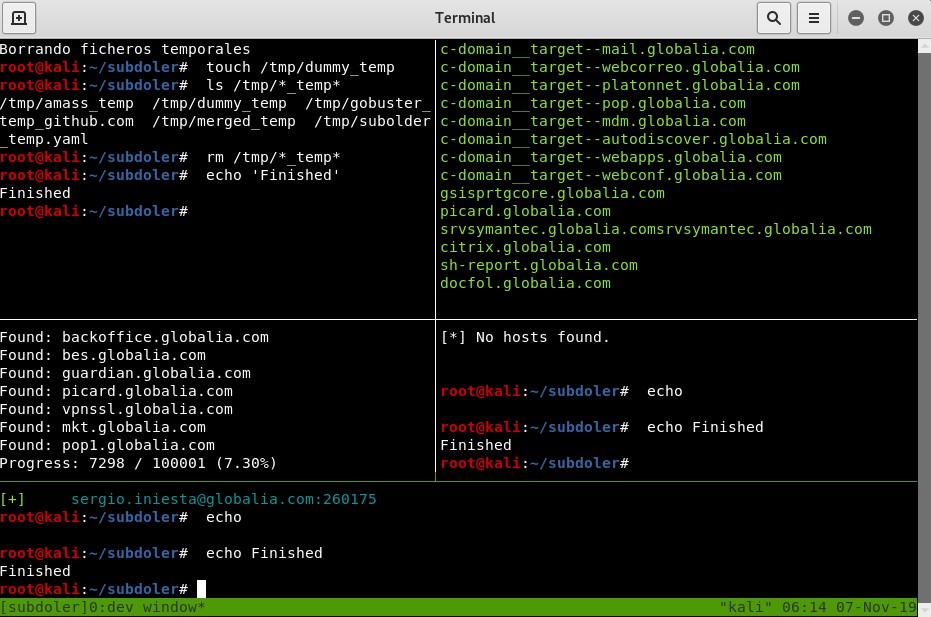 Terminal
Borrando ficheros temporales
root@kali:~/subdoler#  touch /tmp/dummy_temp
root@kali:~/subdoler#  ls /tmp/*_temp*
/tmp/amass_temp  /tmp/dummy_temp  /tmp/gobuster_
temp_github.com  /tmp/merged_temp  /tmp/subolder
_temp.yaml
root@kali:~/subdoler#  rm /tmp/*_temp*
root@kali:~/subdoler#  echo 'Finished'
Finished
root@kali:~/subdoler#
c-domain__target--mail.globalia.com
c-domain__target--webcorreo.globalia.com
c-domain__target--platonnet.globalia.com
c-domain__target--pop.globalia.com
c-domain__target--mdm.globalia.com
c-domain__target--autodiscover.globalia.com
c-domain__target--webapps.globalia.com
c-domain__target--webconf.globalia.com
gsisprtgcore.globalia.com
picard.globalia.com
srvsymantec.globalia.comsrvsymantec.globalia.com
citrix.globalia.com
sh-report.globalia.com
docfol.globalia.com
Found: backoffice.globalia.com
Found: bes.globalia.com
Found: guardian.globalia.com
Found: picard.globalia.com
Found: vpnssl.globalia.com
Found: mkt.globalia.com
Found: pop1.globalia.com
Progress: 7298 / 100001 (7.30%)
[*] No hosts found.
root@kali:~/subdoler#  echo
root@kali:~/subdoler#  echo Finished
Finished
root@kali:~/subdoler#
[+]     sergio.iniesta@globalia.com:260175
root@kali:~/subdoler#  echo
root@kali:~/subdoler#  echo Finished
Finished
root@kali:~/subdoler#
[subdoler]0:dev window*  "kali" 06:14 07-Nov-19